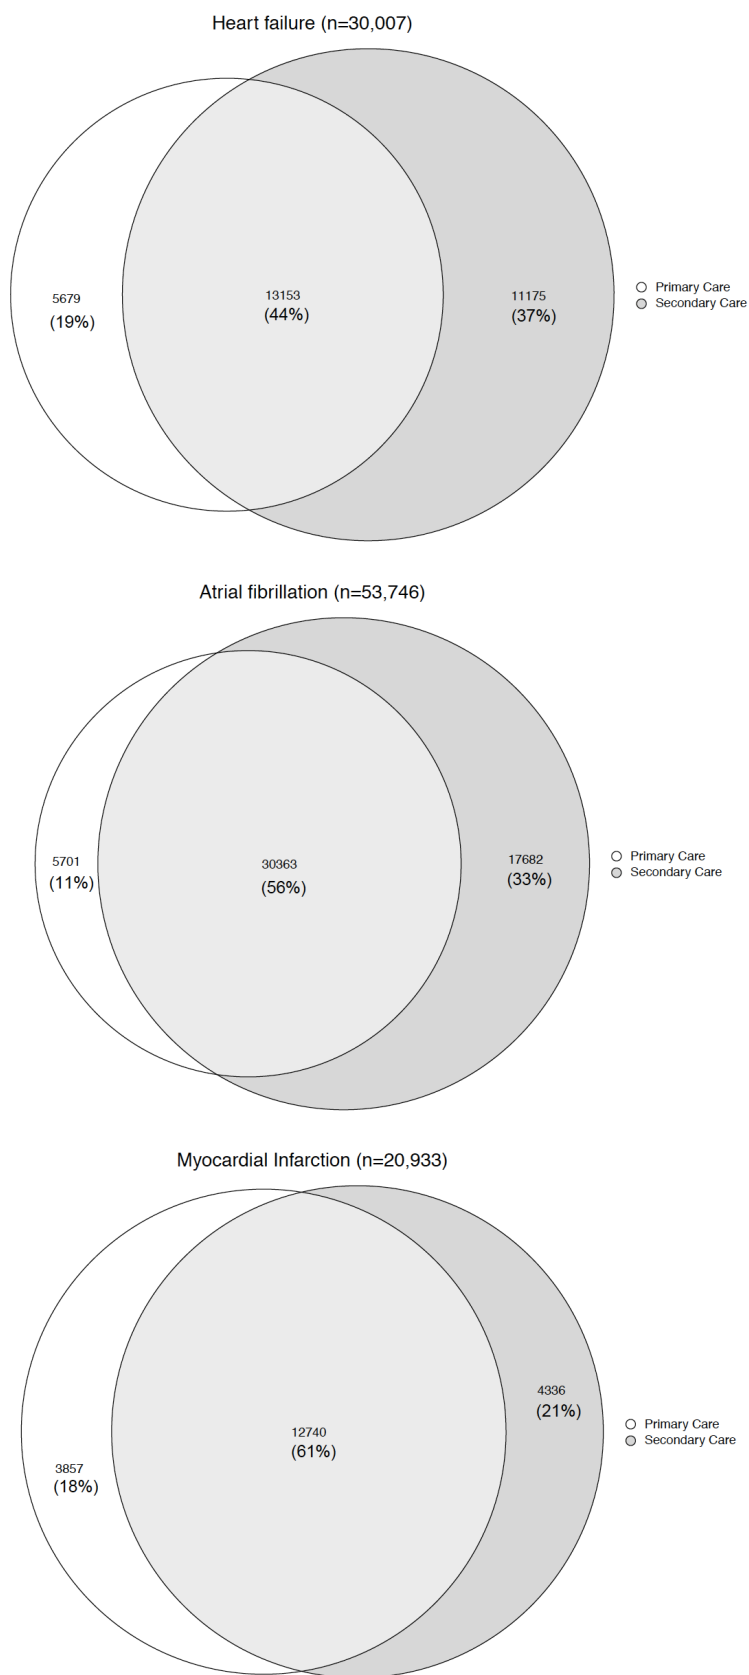 Heart failure (n=30,007)
5679
(19%)
13153
(44%)
11175
(37%)
Primary Care
Secondary Care
Atrial fibrillation (n=53,746)
5701
(11%)
30363
(56%)
17682
(33%)
Primary Care
Secondary Care
Myocardial Infarction (n=20,933)
3857
(18%)
12740
(61%)
4336
(21%)
Primary Care
Secondary Care